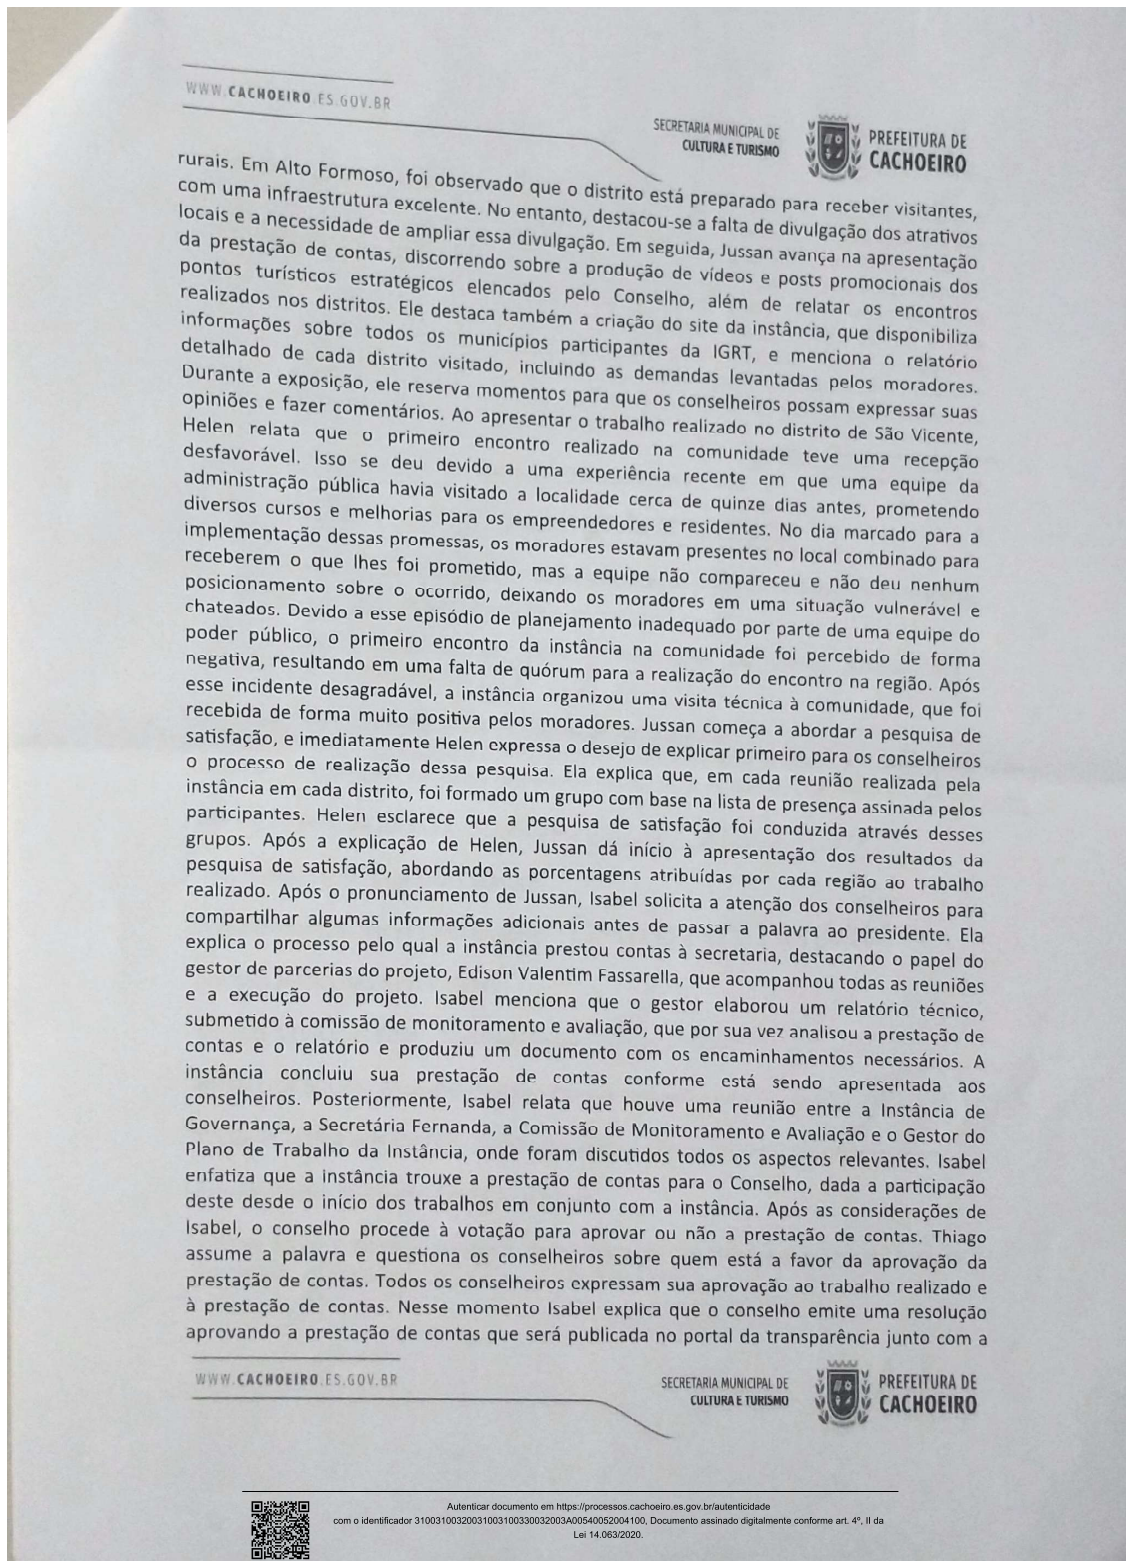 WWW.CACHOEIRO.ES.GOV.BR
SECRETARIA MUNICIPAL DE
CULTURA E TURISMO
PREFEITURA DE
CACHOEIRO
rurais. Em Alto Formoso, foi observado que o distrito está preparado para receber visitantes,
com uma infraestrutura excelente. No entanto, destacou-se a falta de divulgação dos atrativos
locais e a necessidade de ampliar essa divulgação. Em seguida, Jussan avança na apresentação
da prestação de contas, discorrendo sobre a produção de vídeos e posts promocionais dos
pontos turísticos estratégicos elencados pelo Conselho, além de relatar os encontros
realizados nos distritos. Ele destaca também a criação do site da instância, que disponibiliza
informações sobre todos os municípios participantes da IGRT, e menciona o relatório
detalhado de cada distrito visitado, incluindo as demandas levantadas pelos moradores.
Durante a exposição, ele reserva momentos para que os conselheiros possam expressar suas
opiniões e fazer comentários. Ao apresentar o trabalho realizado no distrito de São Vicente,
Helen relata que o primeiro encontro realizado na comunidade teve uma recepção
desfavorável. Isso se deu devido a uma experiência recente em que uma equipe da
administração pública havia visitado a localidade cerca de quinze dias antes, prometendo
diversos cursos e melhorias para os empreendedores e residentes. No dia marcado para a
implementação dessas promessas, os moradores estavam presentes no local combinado para
receberem o que lhes foi prometido, mas a equipe não compareceu e não deu nenhum
posicionamento sobre o ocorrido, deixando os moradores em uma situação vulnerável e
chateados. Devido a esse episódio de planejamento inadequado por parte de uma equipe do
poder público, o primeiro encontro da instância na comunidade foi percebido de forma
negativa, resultando em uma falta de quórum para a realização do encontro na região. Após
esse incidente desagradável, a instância organizou uma visita técnica à comunidade, que foi
recebida de forma muito positiva pelos moradores. Jussan começa a abordar a pesquisa de
satisfação, e imediatamente Helen expressa o desejo de explicar primeiro para os conselheiros
o processo de realização dessa pesquisa. Ela explica que, em cada reunião realizada pela
instância em cada distrito, foi formado um grupo com base na lista de presença assinada pelos
participantes. Helen esclarece que a pesquisa de satisfação foi conduzida através desses
grupos. Após a explicação de Helen, Jussan dá início à apresentação dos resultados da
pesquisa de satisfação, abordando as porcentagens atribuídas por cada região ao trabalho
realizado. Após o pronunciamento de Jussan, Isabel solicita a atenção dos conselheiros para
compartilhar algumas informações adicionais antes de passar a palavra ao presidente. Ela
explica o processo pelo qual a instância prestou contas à secretaria, destacando o papel do
gestor de parcerias do projeto, Edison Valentim Fassarella, que acompanhou todas as reuniões
e a execução do projeto. Isabel menciona que o gestor elaborou um relatório técnico,
submetido à comissão de monitoramento e avaliação, que por sua vez analisou a prestação de
contas e o relatório e produziu um documento com os encaminhamentos necessários. A
instância concluiu sua prestação de contas conforme está sendo apresentada aos
conselheiros. Posteriormente, Isabel relata que houve uma reunião entre a Instância de
Governança, a Secretária Fernanda, a Comissão de Monitoramento e Avaliação e o Gestor do
Plano de Trabalho da Instância, onde foram discutidos todos os aspectos relevantes. Isabel
enfatiza que a instância trouxe a prestação de contas para o Conselho, dada a participação
deste desde o início dos trabalhos em conjunto com a instância. Após as considerações de
Isabel, o conselho procede à votação para aprovar ou não a prestação de contas. Thiago
assume a palavra e questiona os conselheiros sobre quem está a favor da aprovação da
prestação de contas. Todos os conselheiros expressam sua aprovação ao trabalho realizado e
à prestação de contas. Nesse momento Isabel explica que o conselho emite uma resolução
aprovando a prestação de contas que será publicada no portal da transparência junto com a
WWW.CACHOEIRO.ES.GOV.BR
SECRETARIA MUNICIPAL DE
CULTURA E TURISMO
PREFEITURA DE
CACHOEIRO
Autenticar documento em https://processos.cachoeiro.es.gov.br/autenticidade
com o identificador 31003100320031003100330032003A00540052004100, Documento assinado digitalmente conforme art. 4º, II da
Lei 14.063/2020.